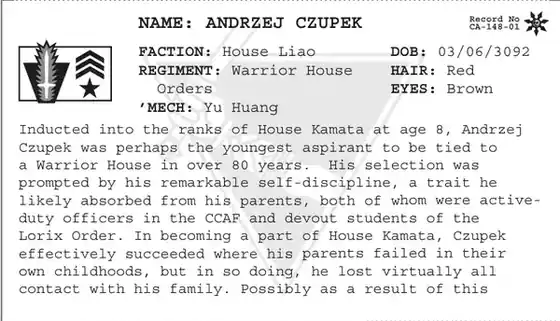 NAME: ANDRZEJ CZUPEK
Record No
CA-148-01
FACTION: House Liao
DOB: 03/06/3092
REGIMENT: Warrior House
HAIR: Red
Orders
EYES: Brown
‘MECH: Yu Huang
Inducted into the ranks of House Kamata at age 8, Andrzej
Czupek was perhaps the youngest aspirant to be tied to
a Warrior House in over 80 years. His selection was
prompted by his remarkable self-discipline, a trait he
likely absorbed from his parents, both of whom were active-
duty officers in the CCAF and devout students of the
Lorix Order. In becoming a part of House Kamata, Czupek
effectively succeeded where his parents failed in their
own childhoods, but in so doing, he lost virtually all
contact with his family. Possibly as a result of this